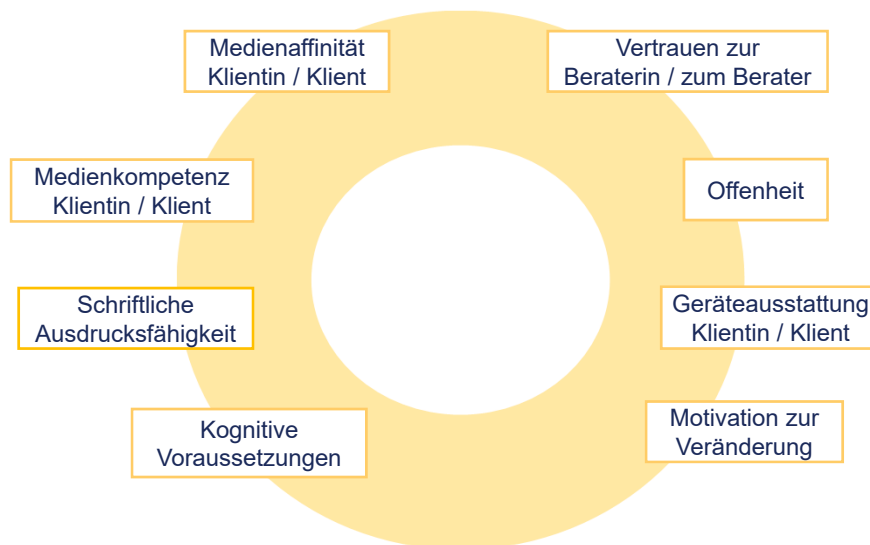 Medienaffinität
Klientin / Klient
Vertrauen zur
Beraterin / zum Berater
Medienkompetenz
Klientin / Klient
Offenheit
Schriftliche
Ausdrucksfähigkeit
Geräteausstattung
Klientin / Klient
Kognitive
Voraussetzungen
Motivation zur
Veränderung